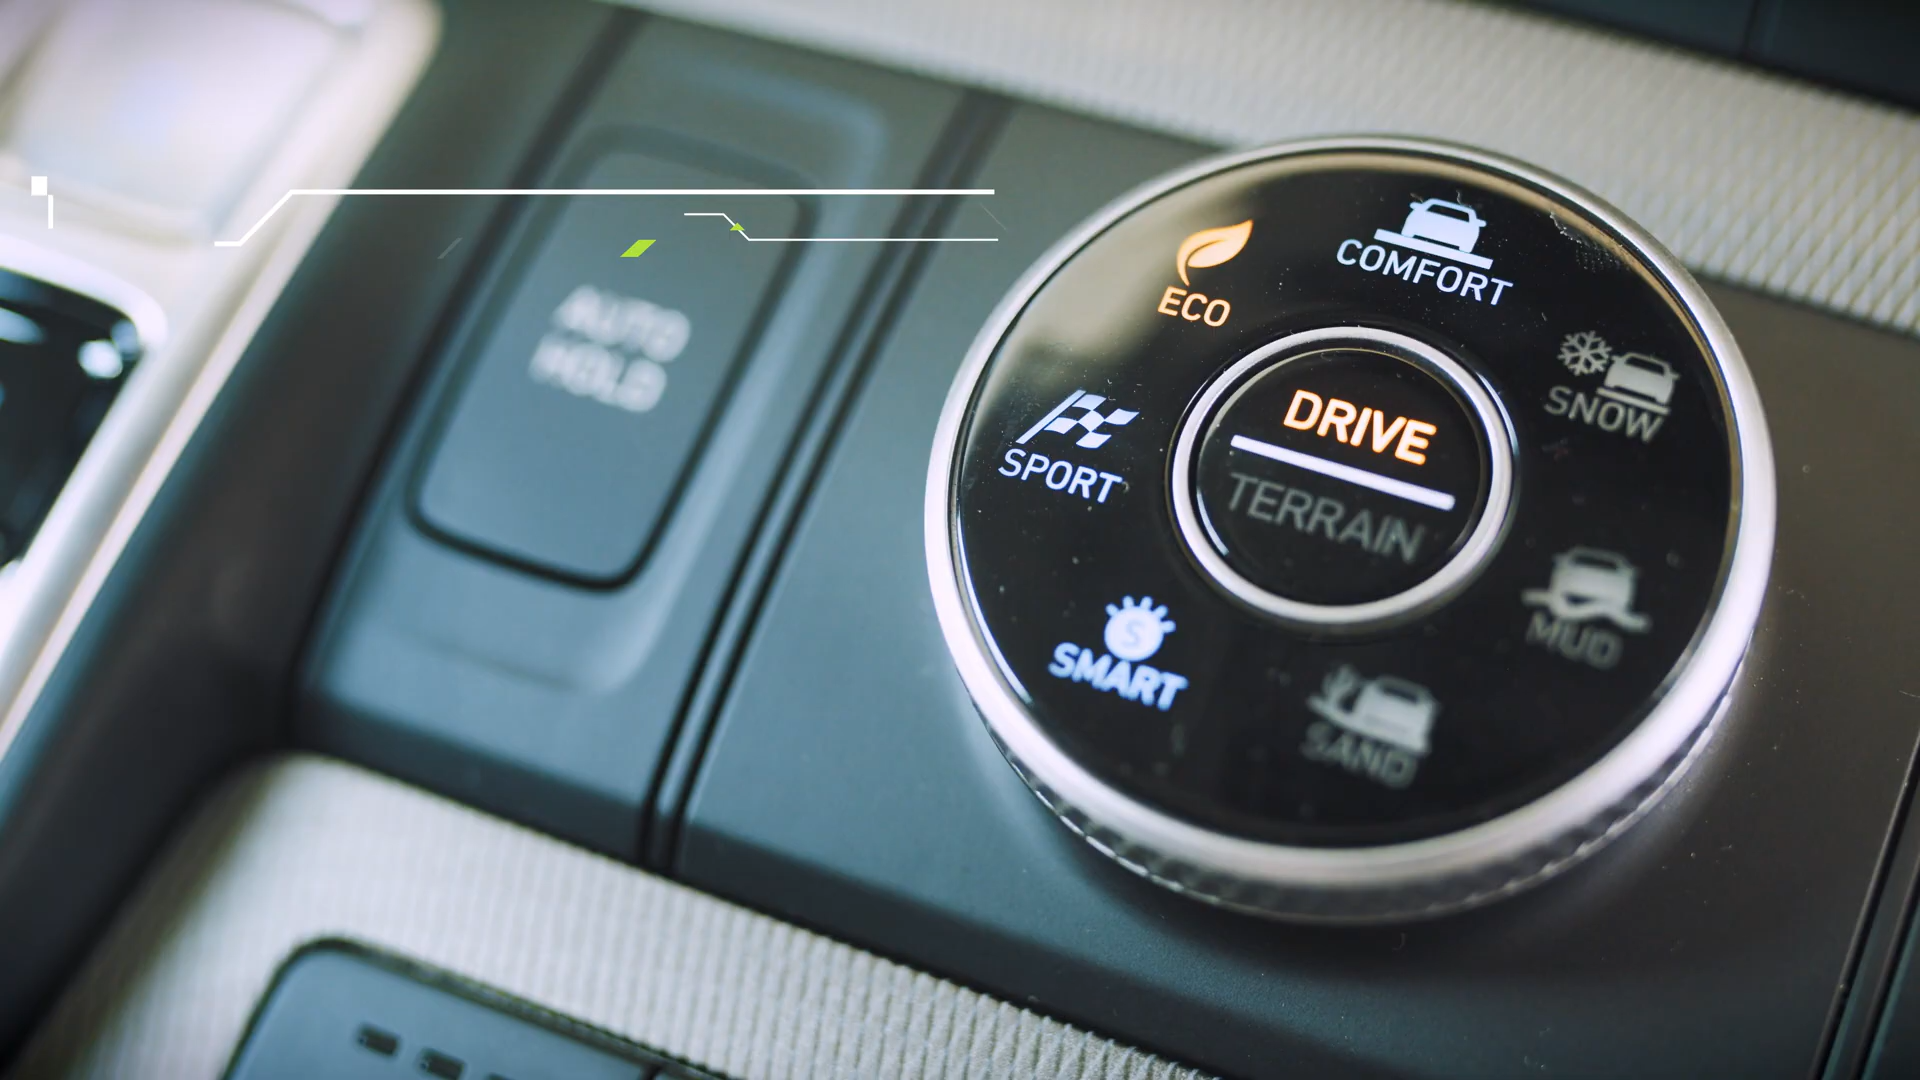 AUTO
HOLD
COMFORT
ECO
SNOW
SPORT
DRIVE
TERRAIN
MUD
SMART
S
SAND